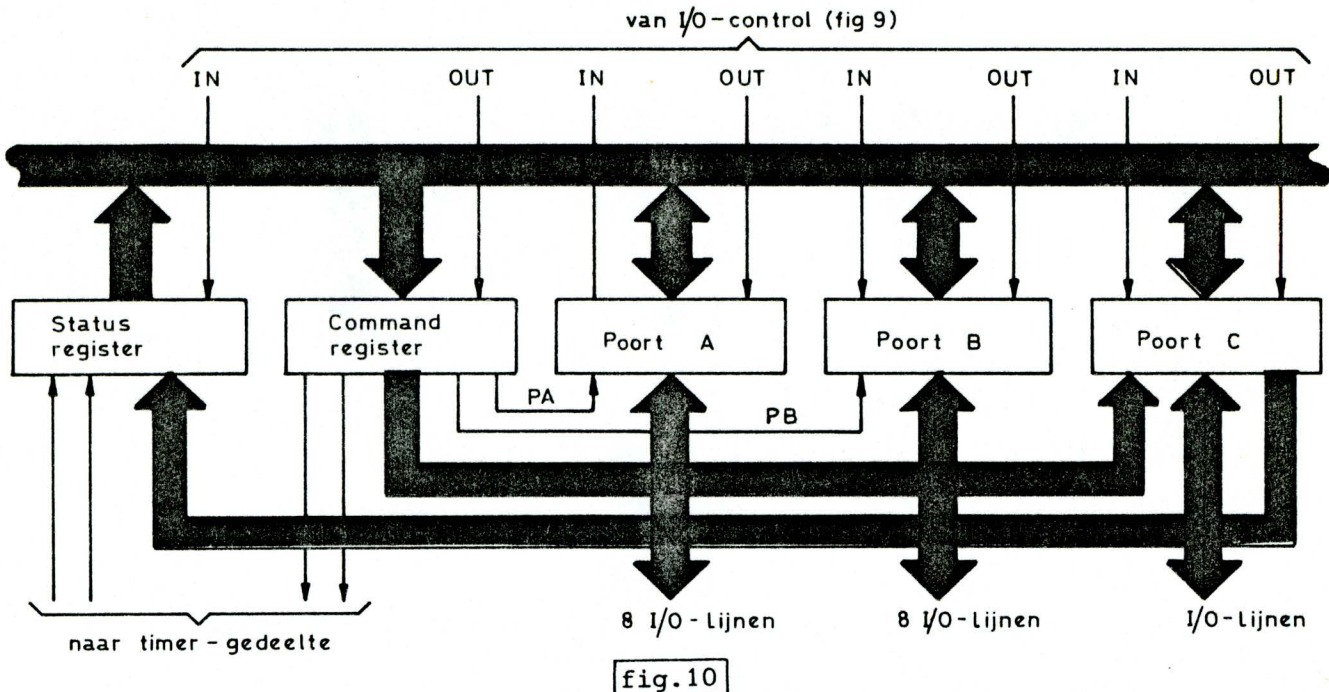 van I/O-control (fig 9)
IN OUT IN OUT IN OUT IN OUT
Status
register
Command
register
Poort A
Poort B
Poort C
PA
PB
naar timer-gedeelte
8 I/O-lijnen
8 I/O-lijnen
I/O-lijnen
fig.10